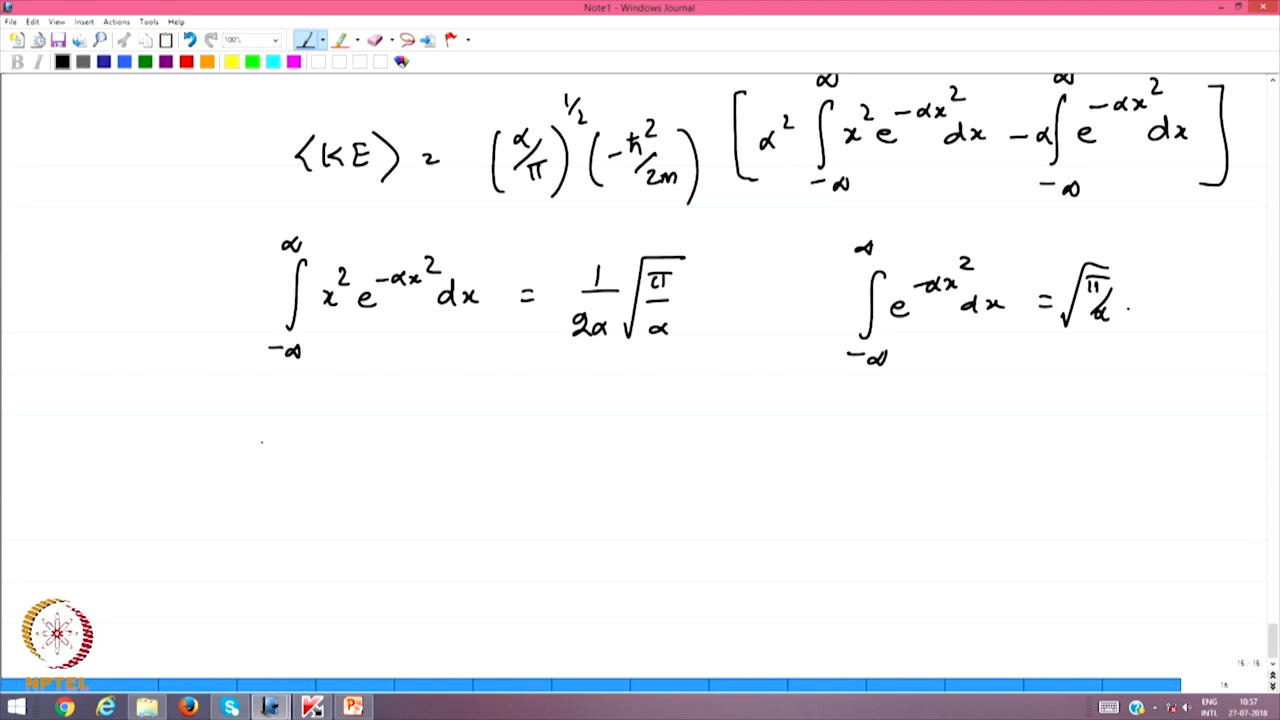 Note1 - Windows Journal
File Edit View Insert Actions Tools Help
100%
B I
⟨KE⟩ = (α/π)^{1/2} (-ħ²/2m) [α² ∫_{-∞}^{∞} x² e^{-αx²} dx - α ∫_{-∞}^{∞} e^{-αx²} dx]
∫_{-∞}^{∞} x² e^{-αx²} dx = 1/2α √(π/α) ∫_{-∞}^{∞} e^{-αx²} dx = √(π/α).
NPTEL
16 / 16
16
ENG 10:57
INTL 27-07-2018